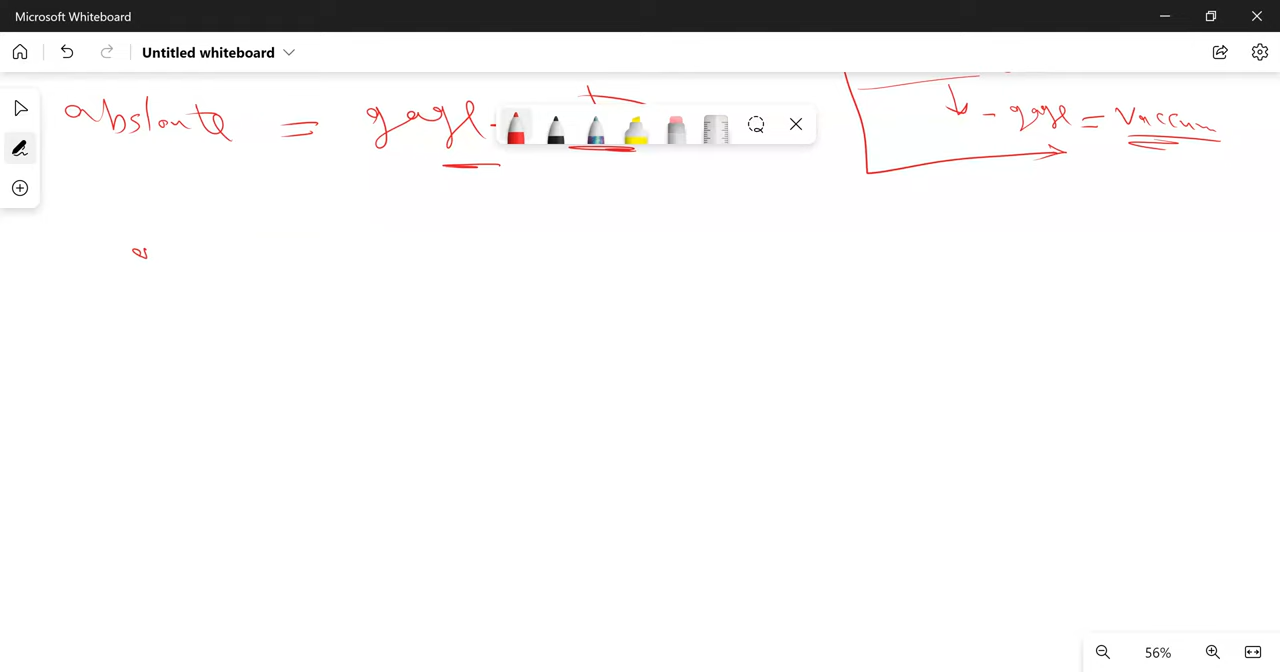 Microsoft Whiteboard
Untitled whiteboard
absloute = gage
- gage = Vaccum
56%